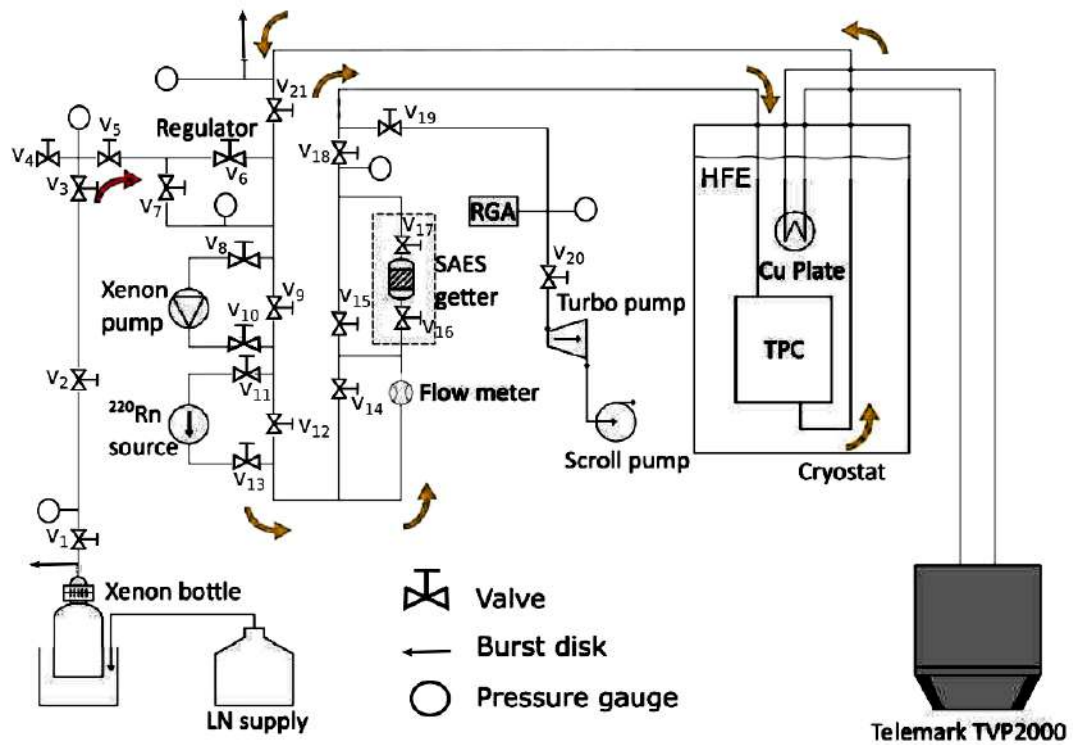 V21
V19
V5
Regulator
V4
V18
V3
V6
HFE
V7
RGA
V17
V8
V20
Cu Plate
SAES
getter
Xenon
pump
V9
V15
Turbo pump
V10
V16
TPC
V2
V11
V14
Flow meter
220Rn
source
V12
Scroll pump
V13
Cryostat
V1
Xenon bottle
Valve
Burst disk
Pressure gauge
LN supply
Telemark TVP2000